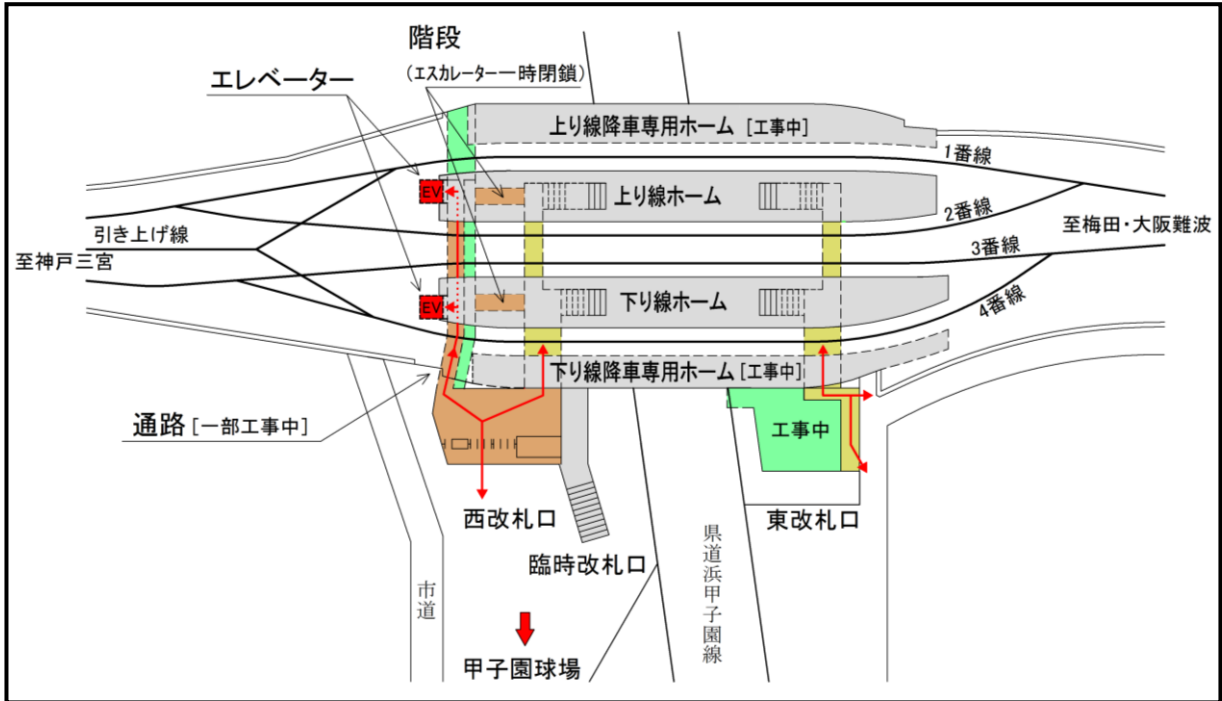 階段
(エスカレーター一時閉鎖)
エレベーター
上り線降車専用ホーム [工事中]
1番線
EV
上り線ホーム
2番線
至梅田・大阪難波
引き上げ線
3番線
至神戸三宮
EV
下り線ホーム
4番線
下り線降車専用ホーム [工事中]
通路 [一部工事中]
工事中
西改札口
東改札口
臨時改札口
県道浜甲子園線
市道
甲子園球場